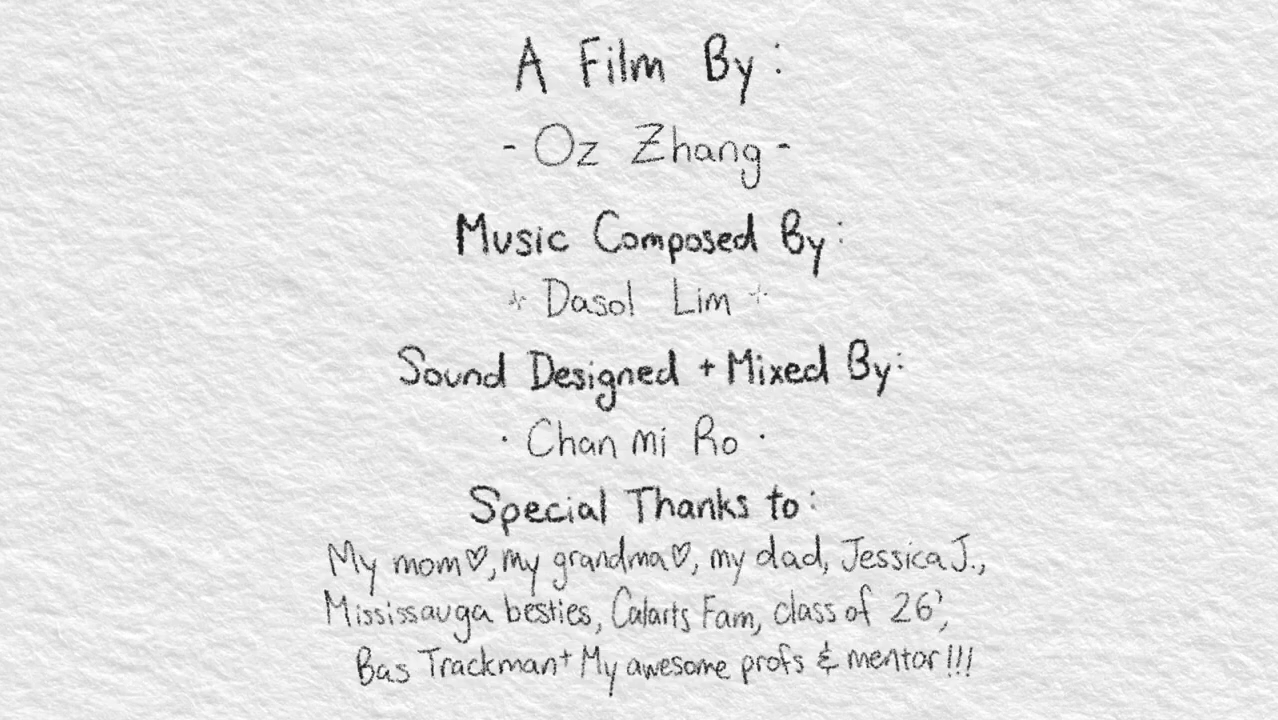 A Film By:
- Oz Zhang -
Music Composed By:
Dasol Lim
Sound Designed + Mixed By:
· Chan mi Ro ·
Special Thanks to:
My mom♡, my grandma♡, my dad, Jessica J.,
Mississauga besties, Calarts Fam, class of 26',
Bas Trackman + My awesome profs & mentor!!!